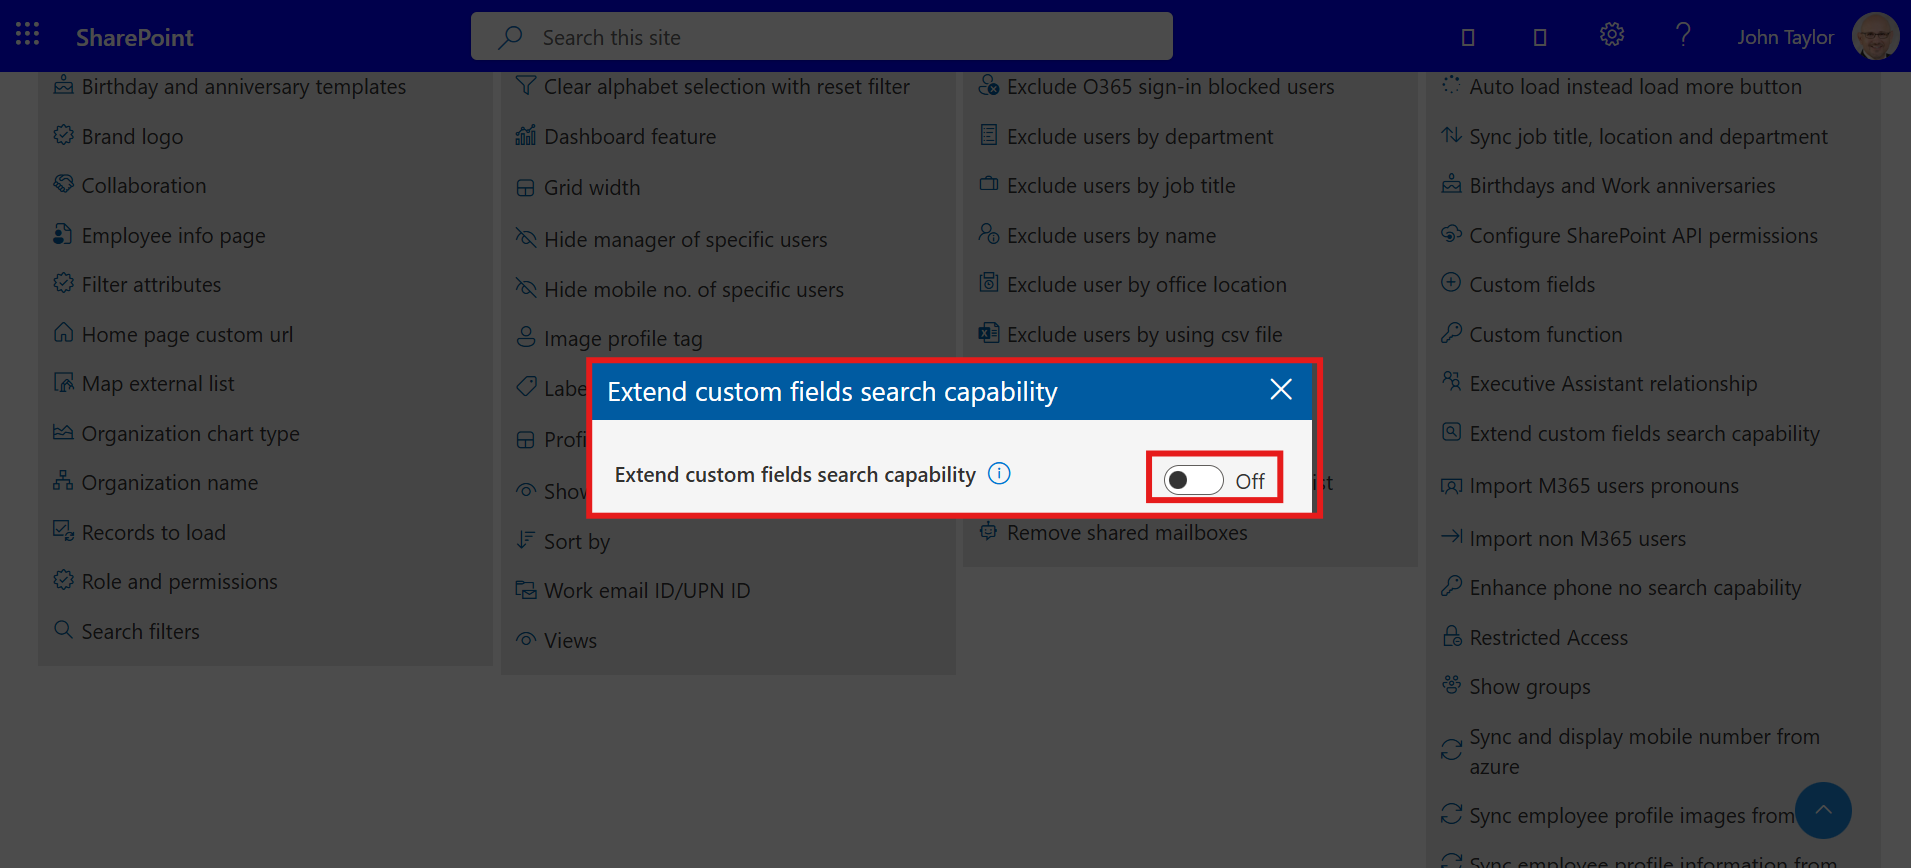 SharePoint
Search this site
John Taylor
Birthday and anniversary templates
Brand logo
Collaboration
Employee info page
Filter attributes
Home page custom url
Map external list
Organization chart type
Organization name
Records to load
Role and permissions
Search filters
Clear alphabet selection with reset filter
Dashboard feature
Grid width
Hide manager of specific users
Hide mobile no. of specific users
Image profile tag
Labe
Profi
Show
Sort by
Work email ID/UPN ID
Views
Exclude O365 sign-in blocked users
Exclude users by department
Exclude users by job title
Exclude users by name
Exclude user by office location
Exclude users by using csv file
ist
Remove shared mailboxes
Auto load instead load more button
Sync job title, location and department
Birthdays and Work anniversaries
Configure SharePoint API permissions
Custom fields
Custom function
Executive Assistant relationship
Extend custom fields search capability
Import M365 users pronouns
Import non M365 users
Enhance phone no search capability
Restricted Access
Show groups
Sync and display mobile number from
azure
Sync employee profile images from
Sync employee profile information from
Extend custom fields search capability
Extend custom fields search capability
Off